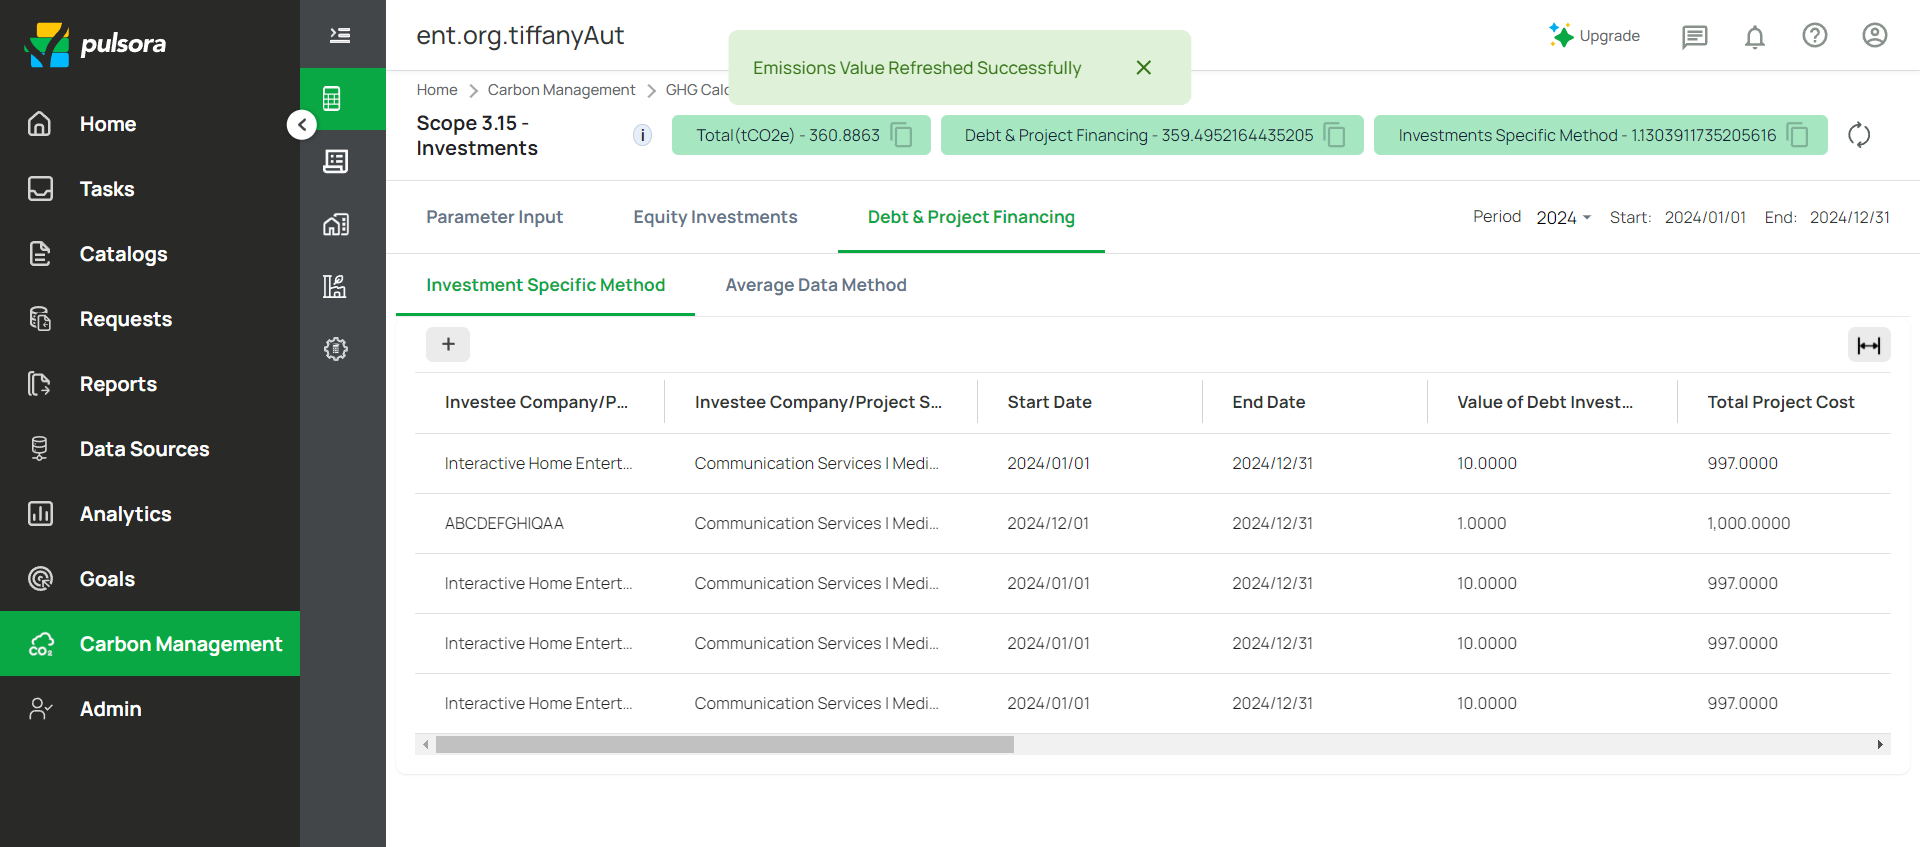 pulsora
Home
Tasks
Catalogs
Requests
Reports
Data Sources
Analytics
Goals
Carbon Management
Admin
ent.org.tiffanyAut
Upgrade
Emissions Value Refreshed Successfully
Home > Carbon Management > GHG Calc
Scope 3.15 -
Investments
i
Total(tCO2e) - 360.8863
Debt & Project Financing - 359.4952164435205
Investments Specific Method - 1.1303911735205616
Parameter Input
Equity Investments
Debt & Project Financing
Period 2024 Start: 2024/01/01 End: 2024/12/31
Investment Specific Method
Average Data Method
+
Investee Company/P... Investee Company/Project S... Start Date End Date Value of Debt Invest... Total Project Cost
Interactive Home Entert... Communication Services | Medi... 2024/01/01 2024/12/31 10.0000 997.0000
ABCDEFGHIQAA Communication Services | Medi... 2024/12/01 2024/12/31 1.0000 1,000.0000
Interactive Home Entert... Communication Services | Medi... 2024/01/01 2024/12/31 10.0000 997.0000
Interactive Home Entert... Communication Services | Medi... 2024/01/01 2024/12/31 10.0000 997.0000
Interactive Home Entert... Communication Services | Medi... 2024/01/01 2024/12/31 10.0000 997.0000